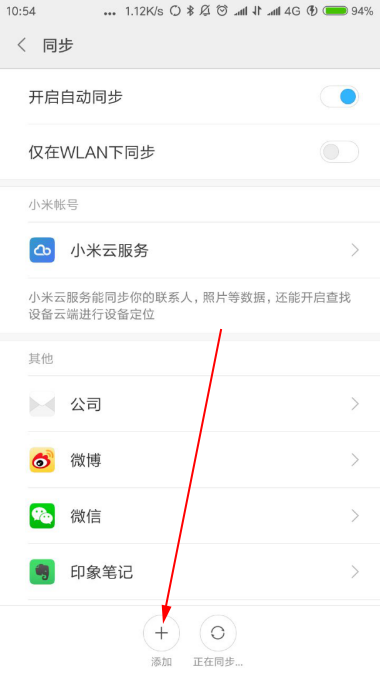 10:54 ... 1.12K/s 4G 94%
同步
开启自动同步
仅在WLAN下同步
小米帐号
小米云服务
小米云服务能同步你的联系人，照片等数据，还能开启查找
设备云端进行设备定位
其他
公司
微博
微信
印象笔记
添加 正在同步...